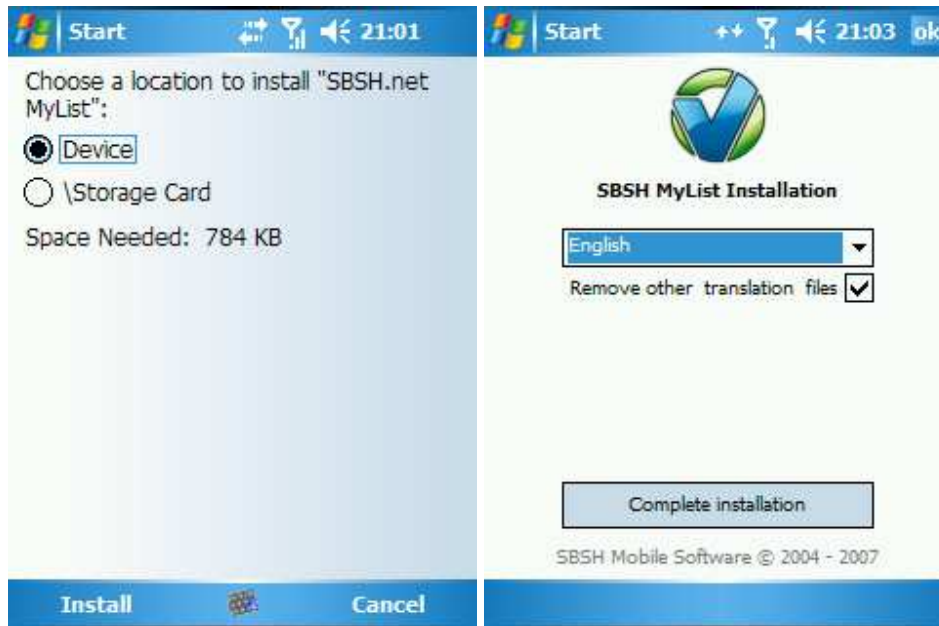 Start 21:01
Choose a location to install "SBSH.net
MyList":
Device
\Storage Card
Space Needed: 784 KB
Install Cancel
Start 21:03 ok
SBSH MyList Installation
English
Remove other translation files
Complete installation
SBSH Mobile Software © 2004 - 2007